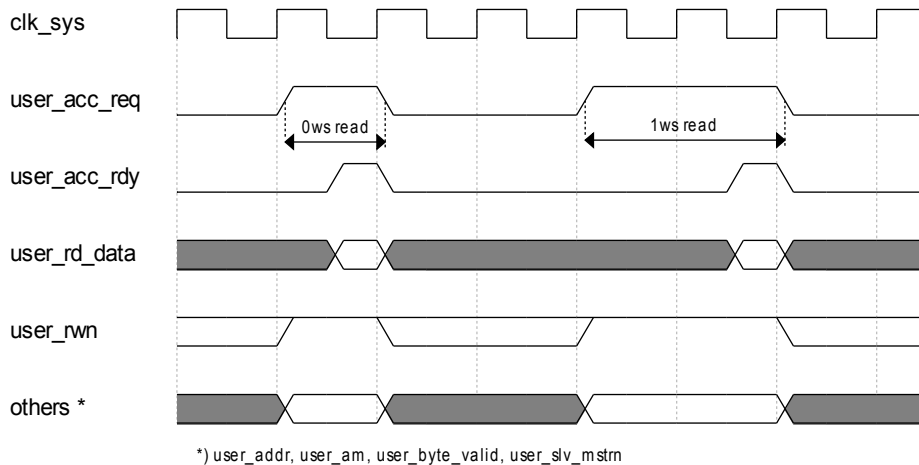 clk_sys
user_acc_req
0ws read
1ws read
user_acc_rdy
user_rd_data
user_rwn
others *
*) user_addr, user_am, user_byte_valid, user_slv_mstrn